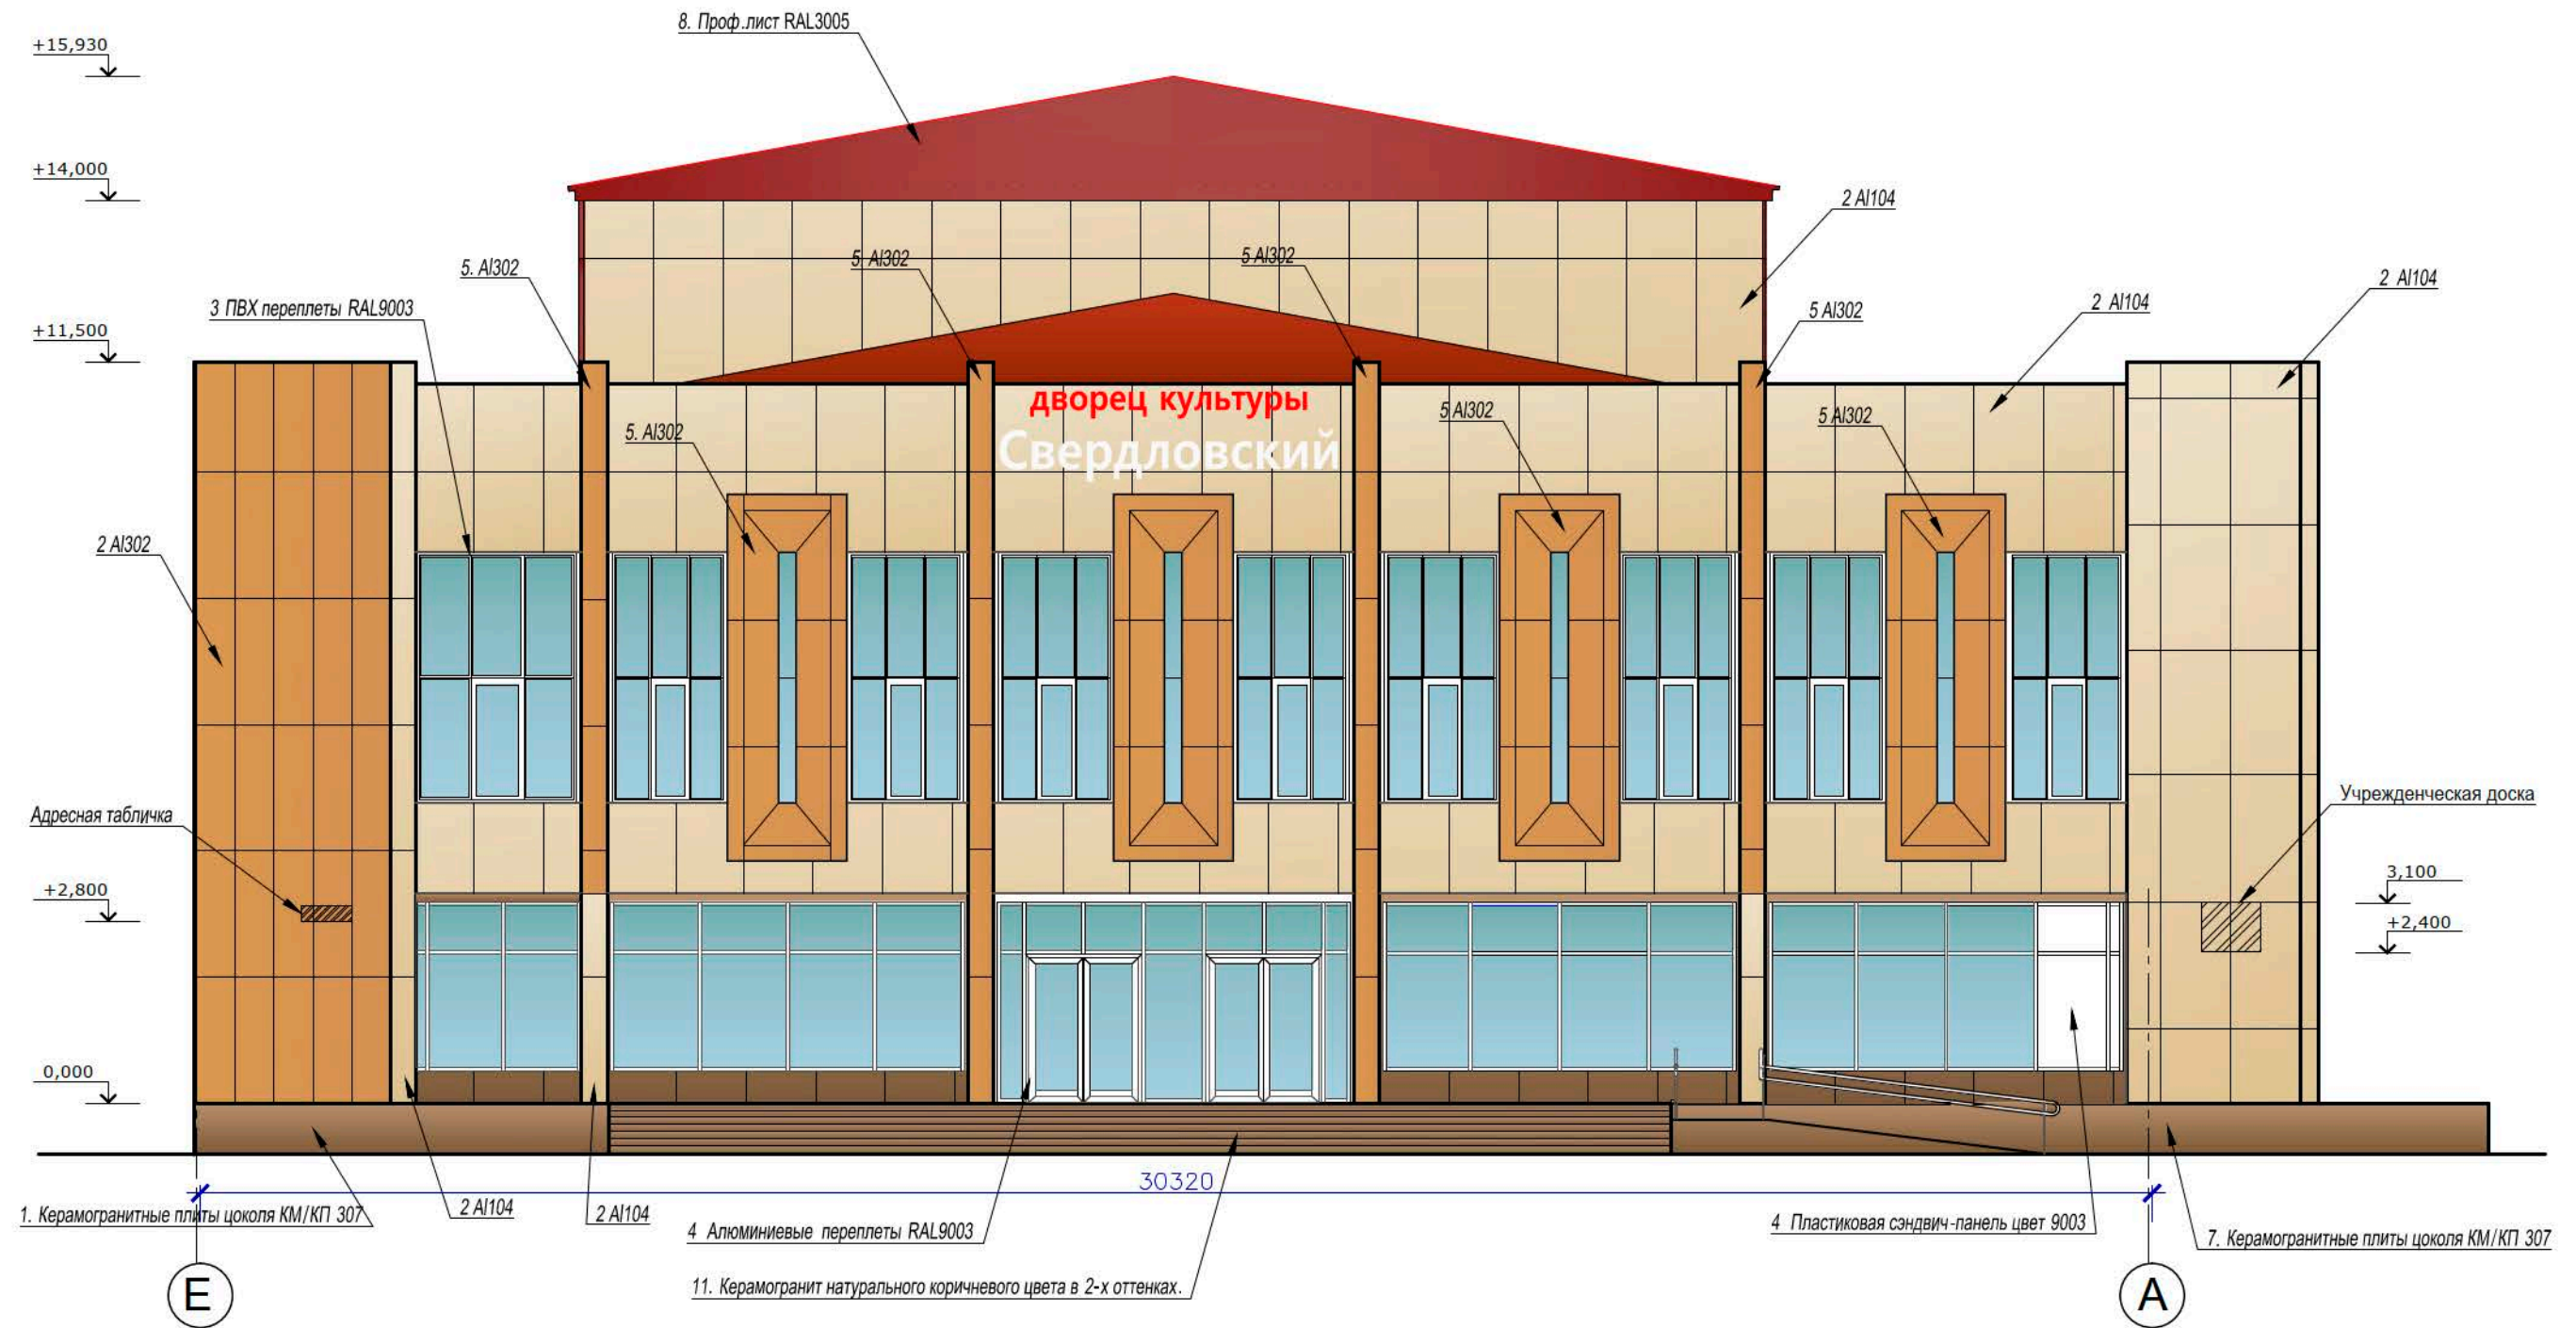 8. Проф.лист RAL3005
+15,930
+14,000
2 Al104
5. Al302
5 Al302
5 Al302
2 Al104
3 ПВХ переплеты RAL9003
5 Al302
2 Al104
+11,500
дворец культуры
5. Al302
5 Al302
5 Al302
Свердловский
2 Al302
Адресная табличка
Учрежденческая доска
+2,800
3,100
+2,400
0,000
30320
1. Керамогранитные плиты цоколя КМ/КП 307
2 Al104
2 Al104
4 Алюминиевые переплеты RAL9003
4 Пластиковая сэндвич-панель цвет 9003
7. Керамогранитные плиты цоколя КМ/КП 307
11. Керамогранит натурального коричневого цвета в 2-х оттенках.
Е
А